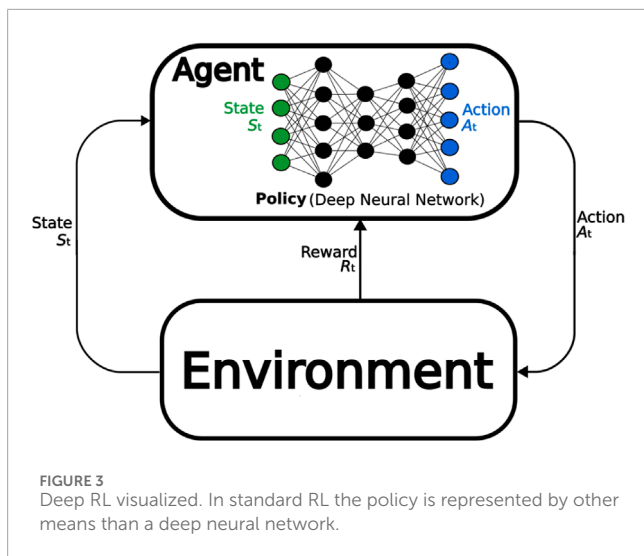 Agent
State
St
Action
At
Policy (Deep Neural Network)
State
St
Reward
Rt
Action
At
Environment
FIGURE 3
Deep RL visualized. In standard RL the policy is represented by other
means than a deep neural network.